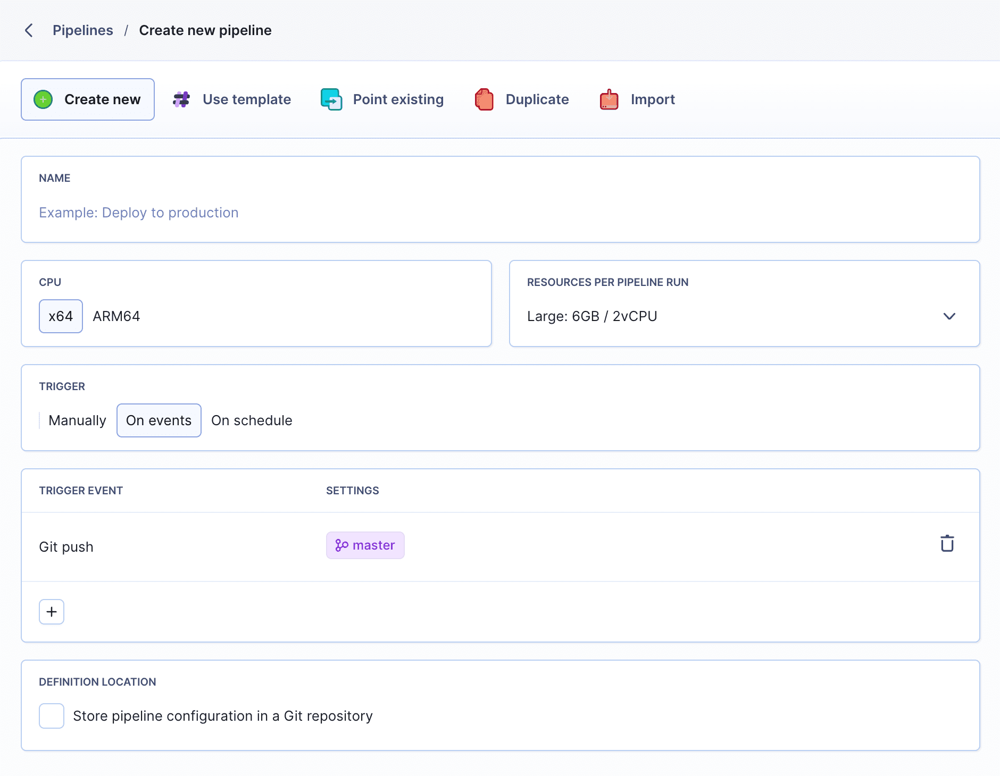 Pipelines / Create new pipeline
Create new Use template Point existing Duplicate Import
NAME
Example: Deploy to production
CPU
x64 ARM64
RESOURCES PER PIPELINE RUN
Large: 6GB / 2vCPU
TRIGGER
Manually On events On schedule
TRIGGER EVENT SETTINGS
Git push master
DEFINITION LOCATION
Store pipeline configuration in a Git repository